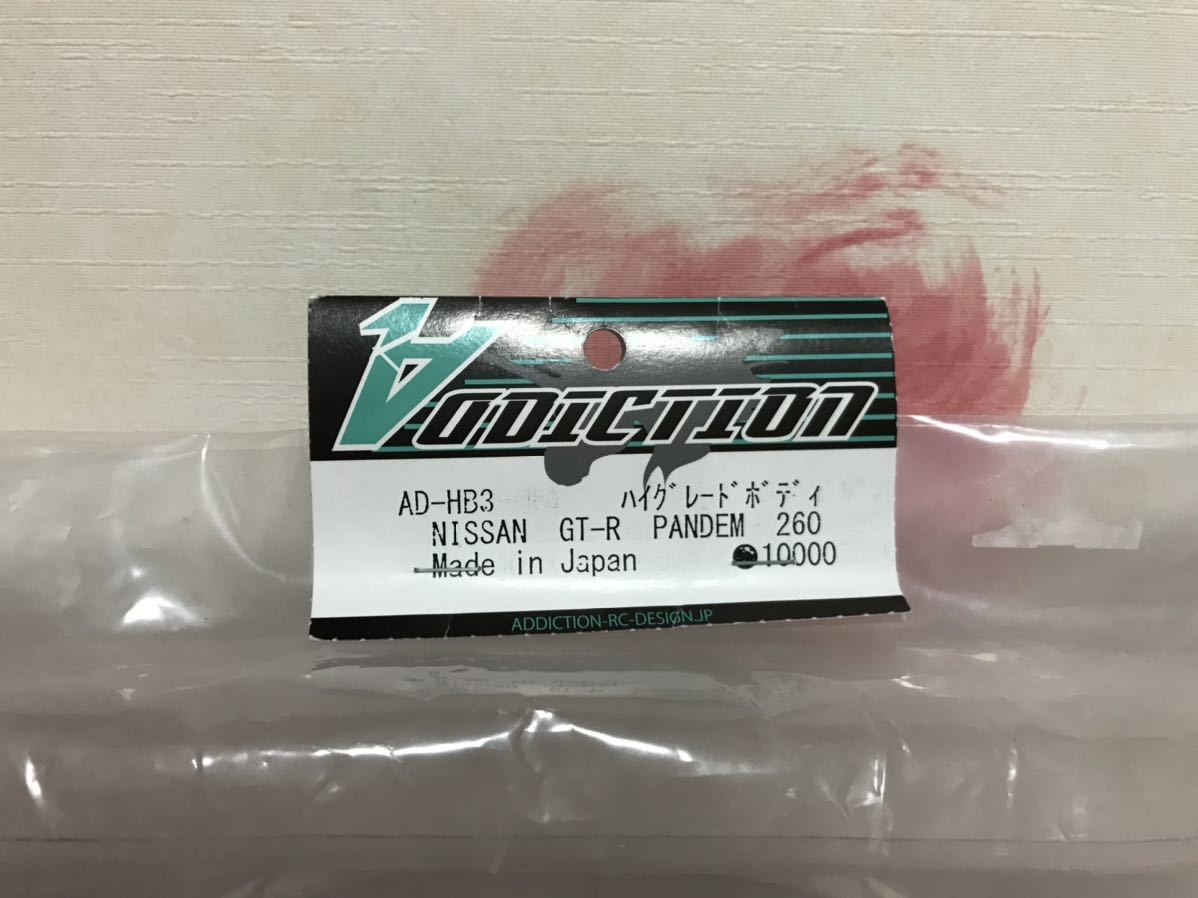 ADDICTION
AD-HB3 ﾊｲｸﾞﾚｰﾄﾞﾎﾞﾃﾞｨ
NISSAN GT-R PANDEM 260
Made in Japan ●10000
ADDICTION-RC-DESIGN.JP